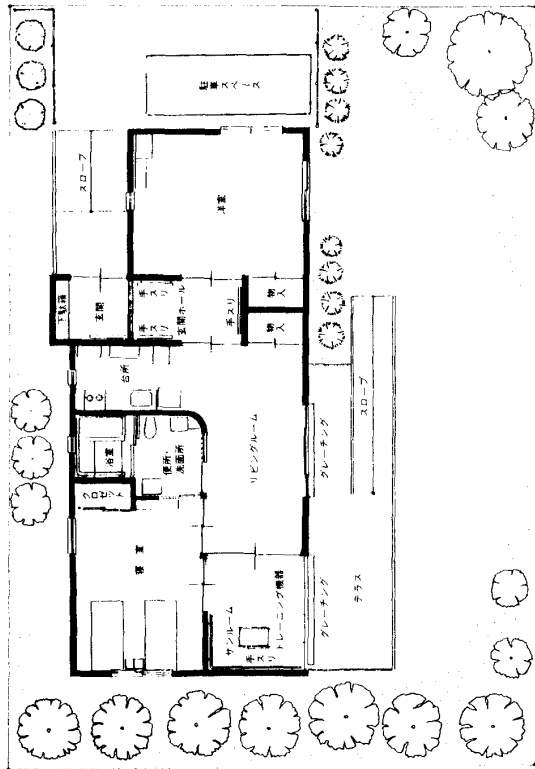 駐車スペース
スロープ
洋室
下駄箱
玄関
手スリ
手スリ
玄関ホール
手スリ
物入
物入
台所
浴室
便所・
洗面所
クロゼット
リビングルーム
グレーチング
スロープ
寝室
サンルーム
トレーニング機器
手スリ
グレーチング
テラス